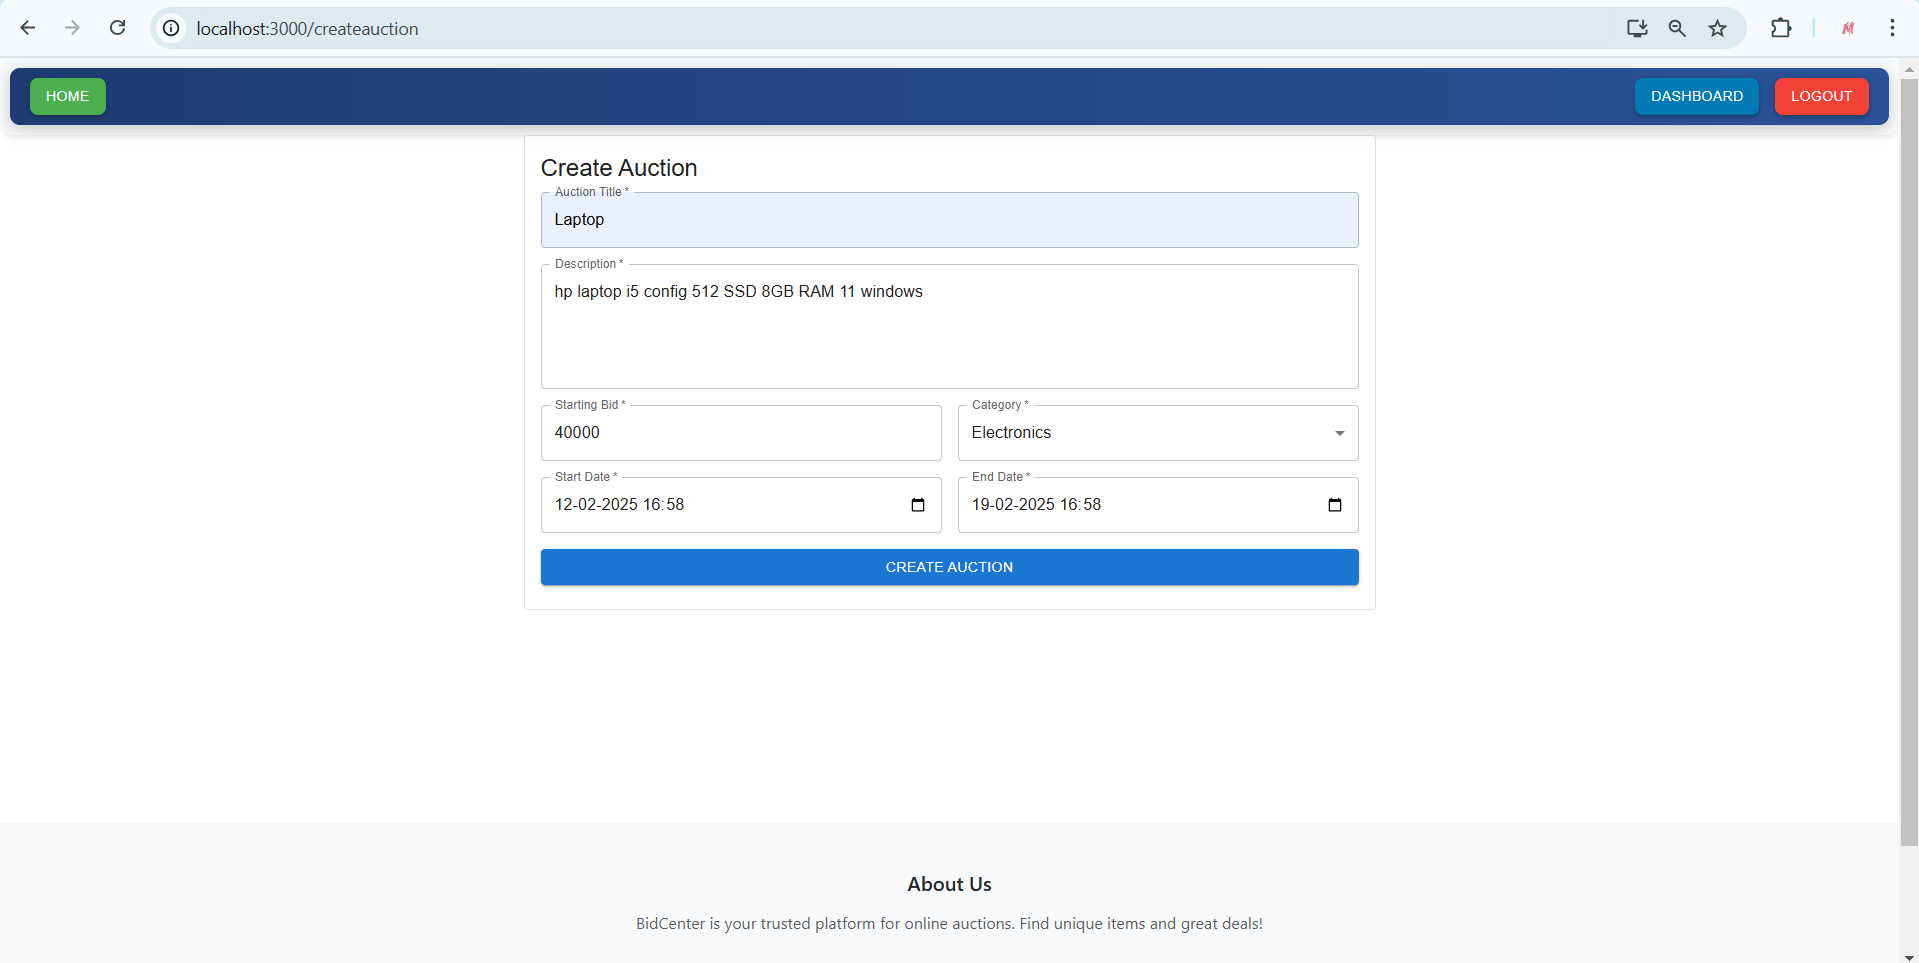 localhost:3000/createauction
HOME
DASHBOARD
LOGOUT
Create Auction
Auction Title *
Laptop
Description *
hp laptop i5 config 512 SSD 8GB RAM 11 windows
Starting Bid *
40000
Category *
Electronics
Start Date *
12-02-2025 16:58
End Date *
19-02-2025 16:58
CREATE AUCTION
About Us
BidCenter is your trusted platform for online auctions. Find unique items and great deals!